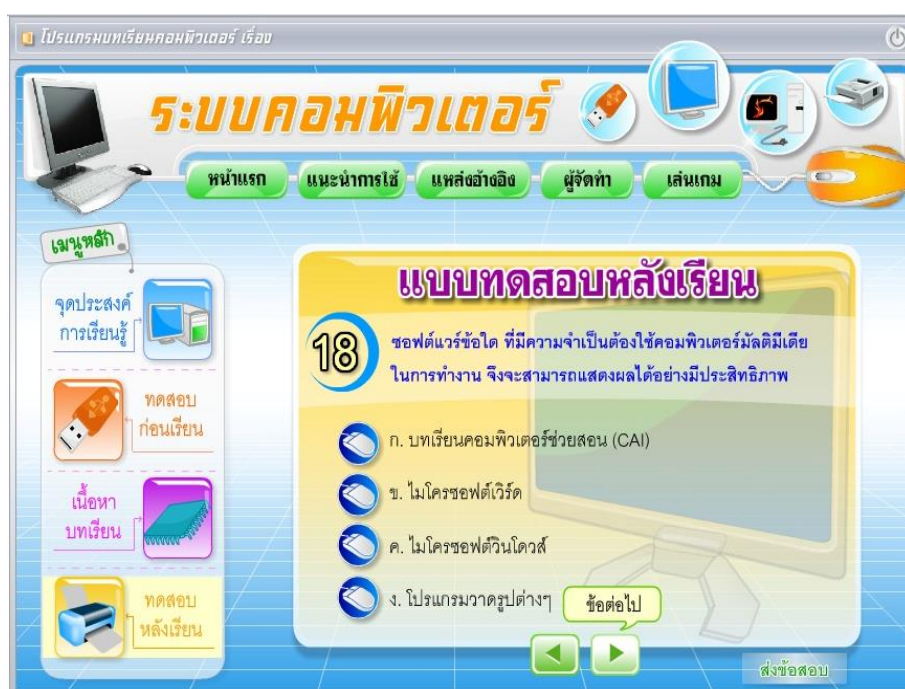 โปรแกรมบทเรียนคอมพิวเตอร์ เรื่อง
ระบบคอมพิวเตอร์
หน้าแรก
แนะนำการใช้
แหล่งอ้างอิง
ผู้จัดทำ
เล่นเกม
เมนูหลัก
จุดประสงค์
การเรียนรู้
ทดสอบ
ก่อนเรียน
เนื้อหา
บทเรียน
ทดสอบ
หลังเรียน
แบบทดสอบหลังเรียน
18
ซอฟต์แวร์ข้อใด ที่มีความจำเป็นต้องใช้คอมพิวเตอร์มัลติมีเดีย
ในการทำงาน จึงจะสามารถแสดงผลได้อย่างมีประสิทธิภาพ
ก. บทเรียนคอมพิวเตอร์ช่วยสอน (CAI)
ข. ไมโครซอฟต์เวิร์ด
ค. ไมโครซอฟต์วินโดวส์
ง. โปรแกรมวาดรูปต่างๆ
ข้อต่อไป
ส่งข้อสอบ